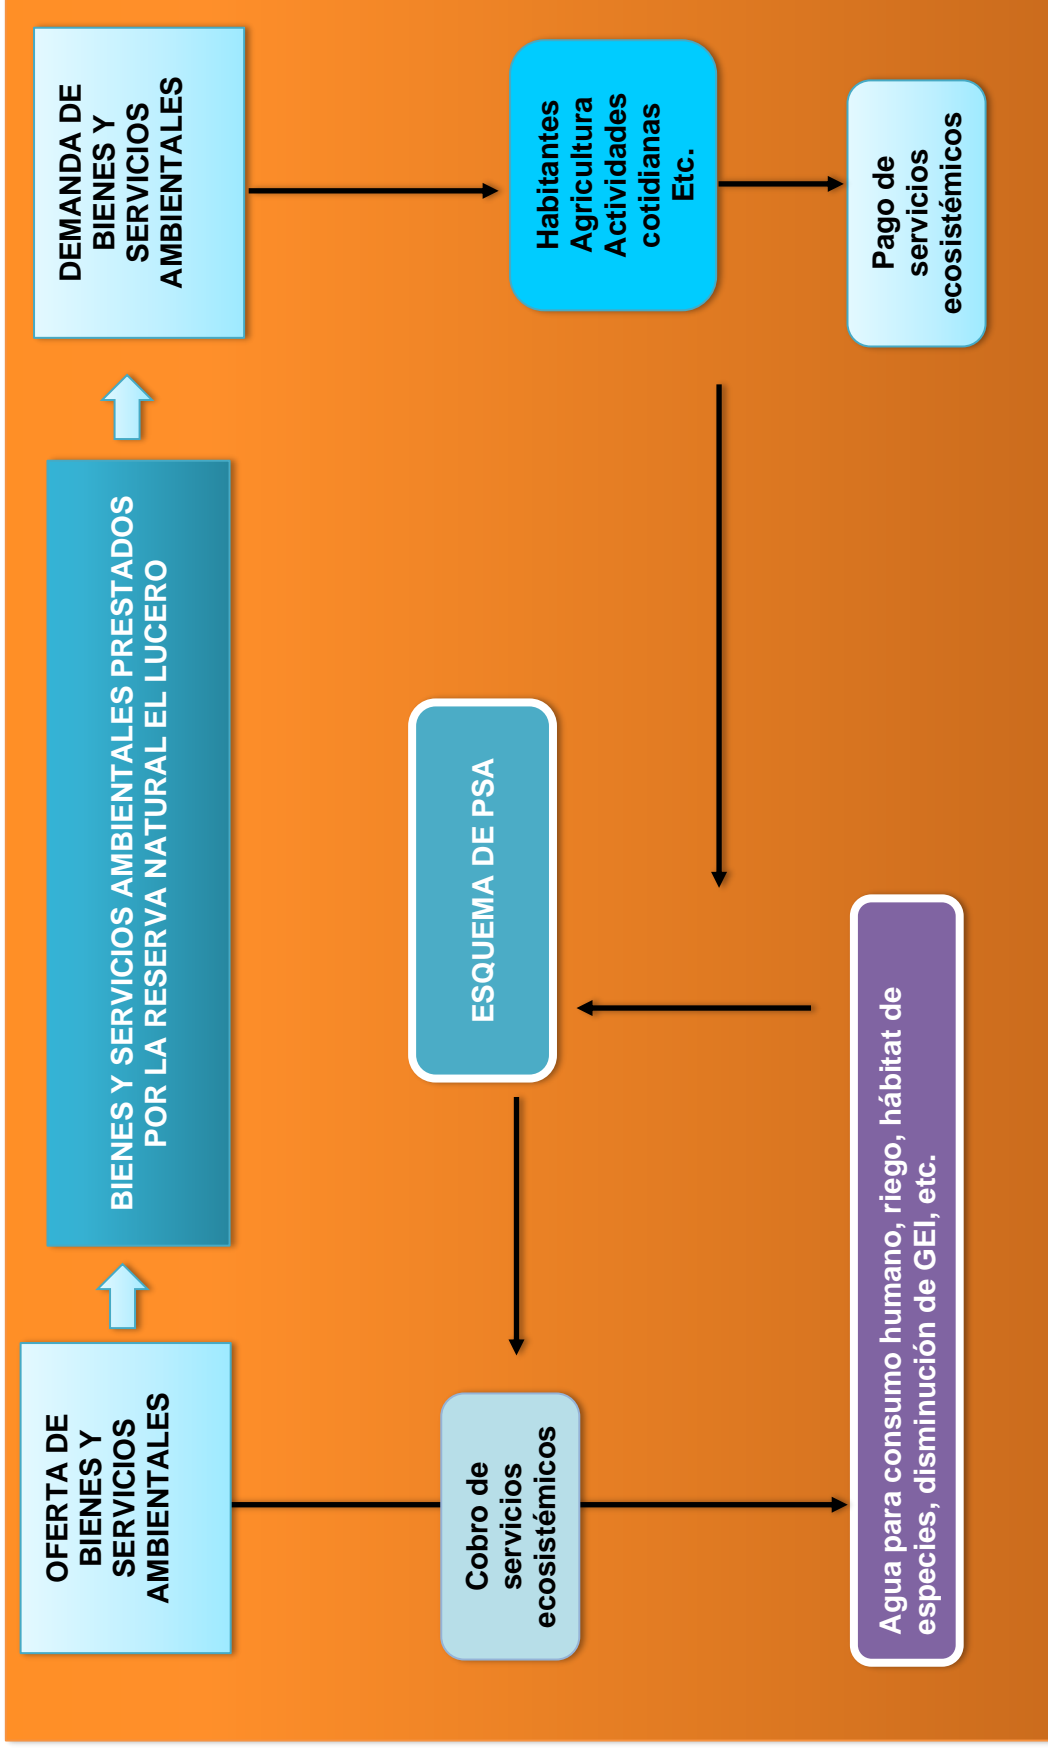 OFERTA DE
BIENES Y
SERVICIOS
AMBIENTALES
BIENES Y SERVICIOS AMBIENTALES PRESTADOS
POR LA RESERVA NATURAL EL LUCERO
DEMANDA DE
BIENES Y
SERVICIOS
AMBIENTALES
Cobro de
servicios
ecosistémicos
ESQUEMA DE PSA
Habitantes
Agricultura
Actividades
cotidianas
Etc.
Agua para consumo humano, riego, hábitat de
especies, disminución de GEI, etc.
Pago de
servicios
ecosistémicos